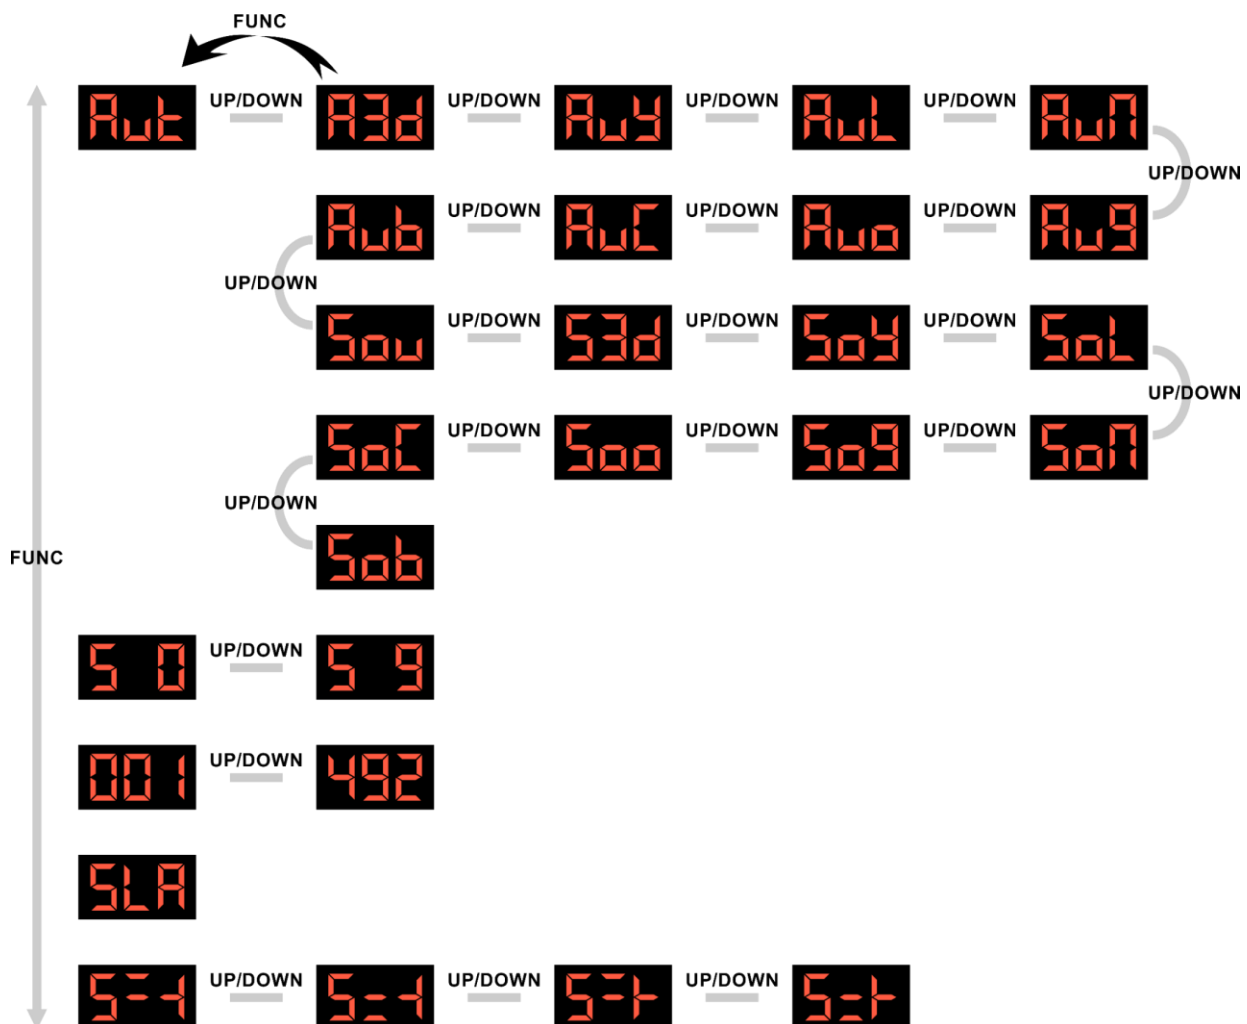 FUNC
Aut UP/DOWN A3d UP/DOWN Auy UP/DOWN AuL UP/DOWN Aun
UP/DOWN
Aub UP/DOWN AuC UP/DOWN Auo UP/DOWN Au9
UP/DOWN
Sou UP/DOWN S3d UP/DOWN Soy UP/DOWN SoL
UP/DOWN
SoC UP/DOWN Soo UP/DOWN So9 UP/DOWN Son
UP/DOWN
Sob
FUNC
S 0 UP/DOWN S 9
001 UP/DOWN 492
SLA
UP/DOWN UP/DOWN UP/DOWN